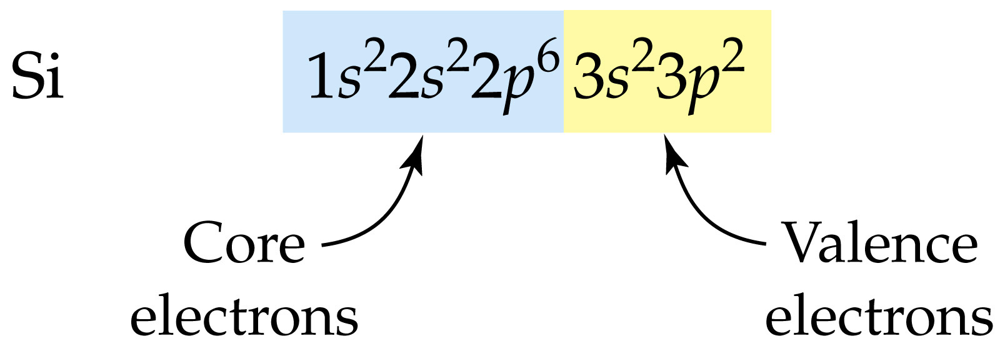 Si 1s²2s²2p⁶ 3s²3p²
Core electrons
Valence electrons